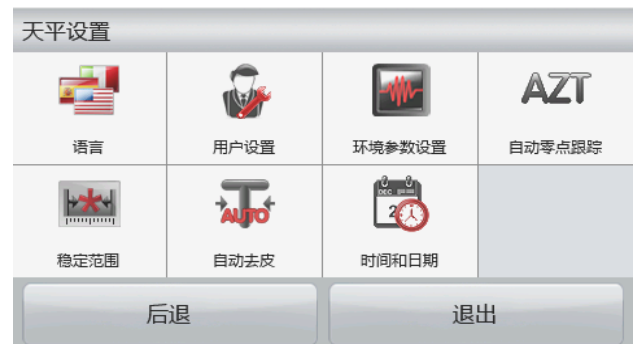 天平设置
AZT
语言
用户设置
环境参数设置
自动零点跟踪
AUTO
DEC
2
稳定范围
自动去皮
时间和日期
后退
退出